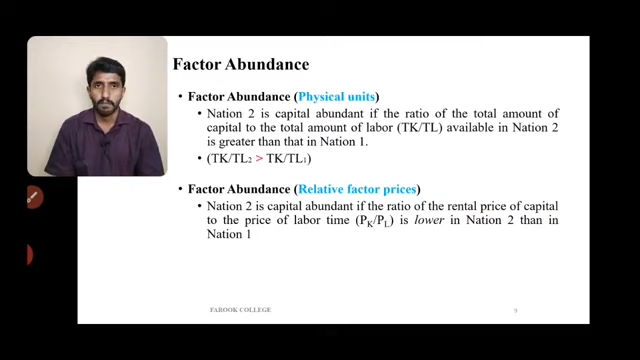 Factor Abundance
• Factor Abundance (Physical units)
• Nation 2 is capital abundant if the ratio of the total amount of
capital to the total amount of labor (TK/TL) available in Nation 2
is greater than that in Nation 1.
• (TK/TL₂ > TK/TL₁)
• Factor Abundance (Relative factor prices)
• Nation 2 is capital abundant if the ratio of the rental price of capital
to the price of labor time (P_K/P_L) is lower in Nation 2 than in
Nation 1
FAROOK COLLEGE